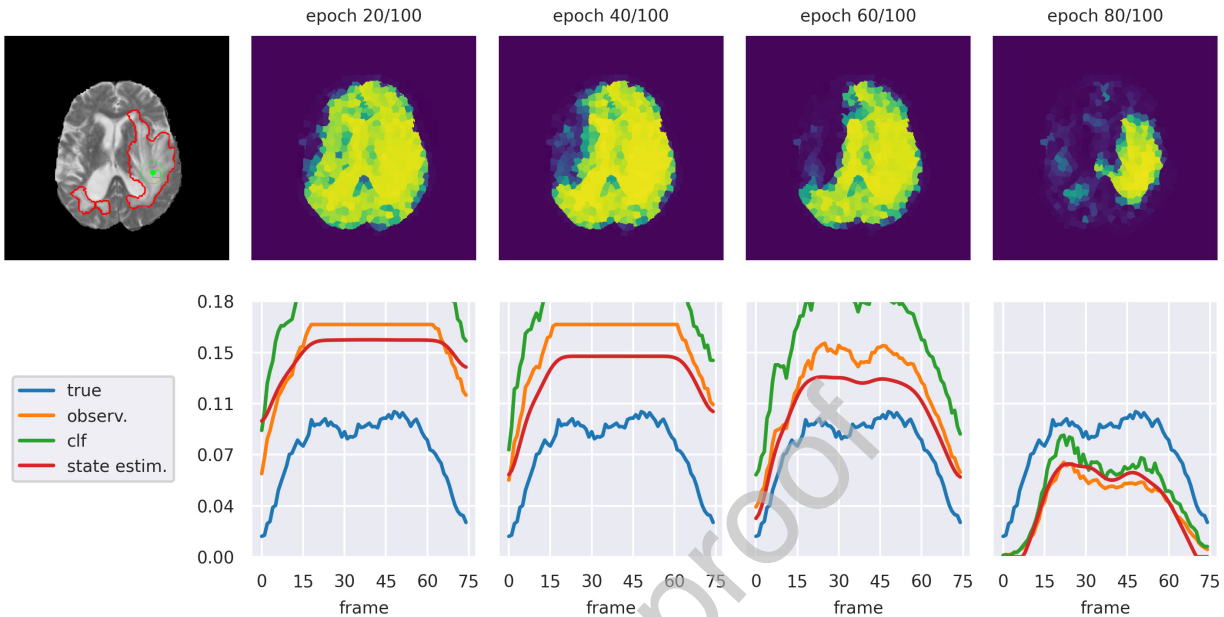 epoch 20/100 epoch 40/100 epoch 60/100 epoch 80/100
0.18
0.15
0.11
0.07
0.04
0.00
true
observ.
clf
state estim.
0 15 30 45 60 75 0 15 30 45 60 75 0 15 30 45 60 75 0 15 30 45 60 75
frame frame frame frame
proof